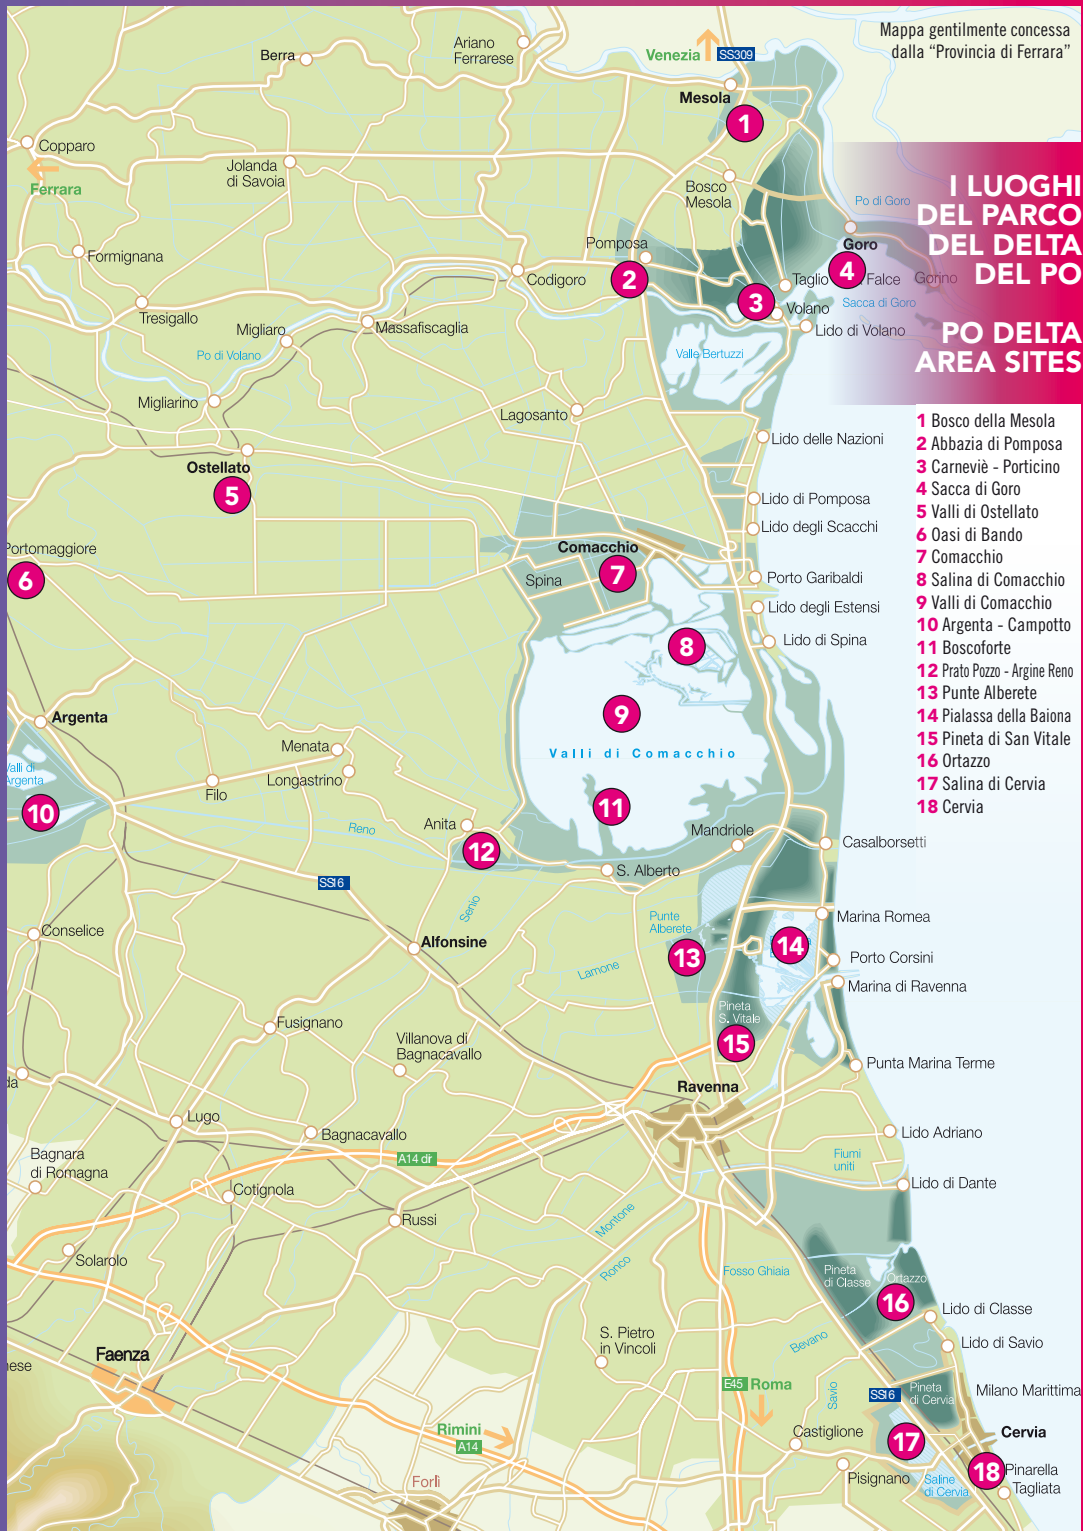 Mappa gentilmente concessa
dalla “Provincia di Ferrara”
Ariano
Ferrarese
Berra
Venezia
SS309
Mesola
1
Copparo
Ferrara
Jolanda
di Savoia
Bosco
Mesola
I LUOGHI
DEL PARCO
DEL DELTA
DEL PO
PO DELTA
AREA SITES
Po di Goro
Goro
4
Formignana
Pomposa
2
Codigoro
Taglio
Falce
Gorino
3
Volano
Sacca di Goro
Lido di Volano
Tresigallo
Migliaro
Massafiscaglia
Po di Volano
Valle Bertuzzi
Migliarino
Lagosanto
1 Bosco della Mesola
2 Abbazia di Pomposa
3 Carneviè - Porticino
4 Sacca di Goro
5 Valli di Ostellato
6 Oasi di Bando
7 Comacchio
8 Salina di Comacchio
9 Valli di Comacchio
10 Argenta - Campotto
11 Boscoforte
12 Prato Pozzo - Argine Reno
13 Punte Alberete
14 Pialassa della Baiona
15 Pineta di San Vitale
16 Ortazzo
17 Salina di Cervia
18 Cervia
Lido delle Nazioni
Ostellato
5
Lido di Pomposa
Lido degli Scacchi
Portomaggiore
6
Comacchio
7
Spina
Porto Garibaldi
Lido degli Estensi
Lido di Spina
8
9
Valli di Comacchio
Argenta
Menata
Longastrino
Filo
Valli di
Argenta
10
11
Reno
Anita
12
Mandriole
Casalborsetti
S. Alberto
SS16
Senio
Punte
Alberete
Marina Romea
Conselice
Alfonsine
13
14
Porto Corsini
Lamone
Marina di Ravenna
Pineta
S. Vitale
15
Fusignano
Villanova di
Bagnacavallo
Punta Marina Terme
da
Ravenna
Lugo
Bagnacavallo
Lido Adriano
A14 dir
Bagnara
di Romagna
Fiumi
uniti
Cotignola
Lido di Dante
Russi
Montone
Solarolo
Ronco
Fosso Ghiaia
Pineta
di Classe
Ortazzo
16
Lido di Classe
S. Pietro
in Vincoli
Bevano
Lido di Savio
Faenza
nese
E45
Roma
Savio
SS16
Pineta
di Cervia
Milano Marittima
Rimini
A14
Castiglione
17
Cervia
Forlì
Pisignano
Saline
di Cervia
18
Pinarella
Tagliata